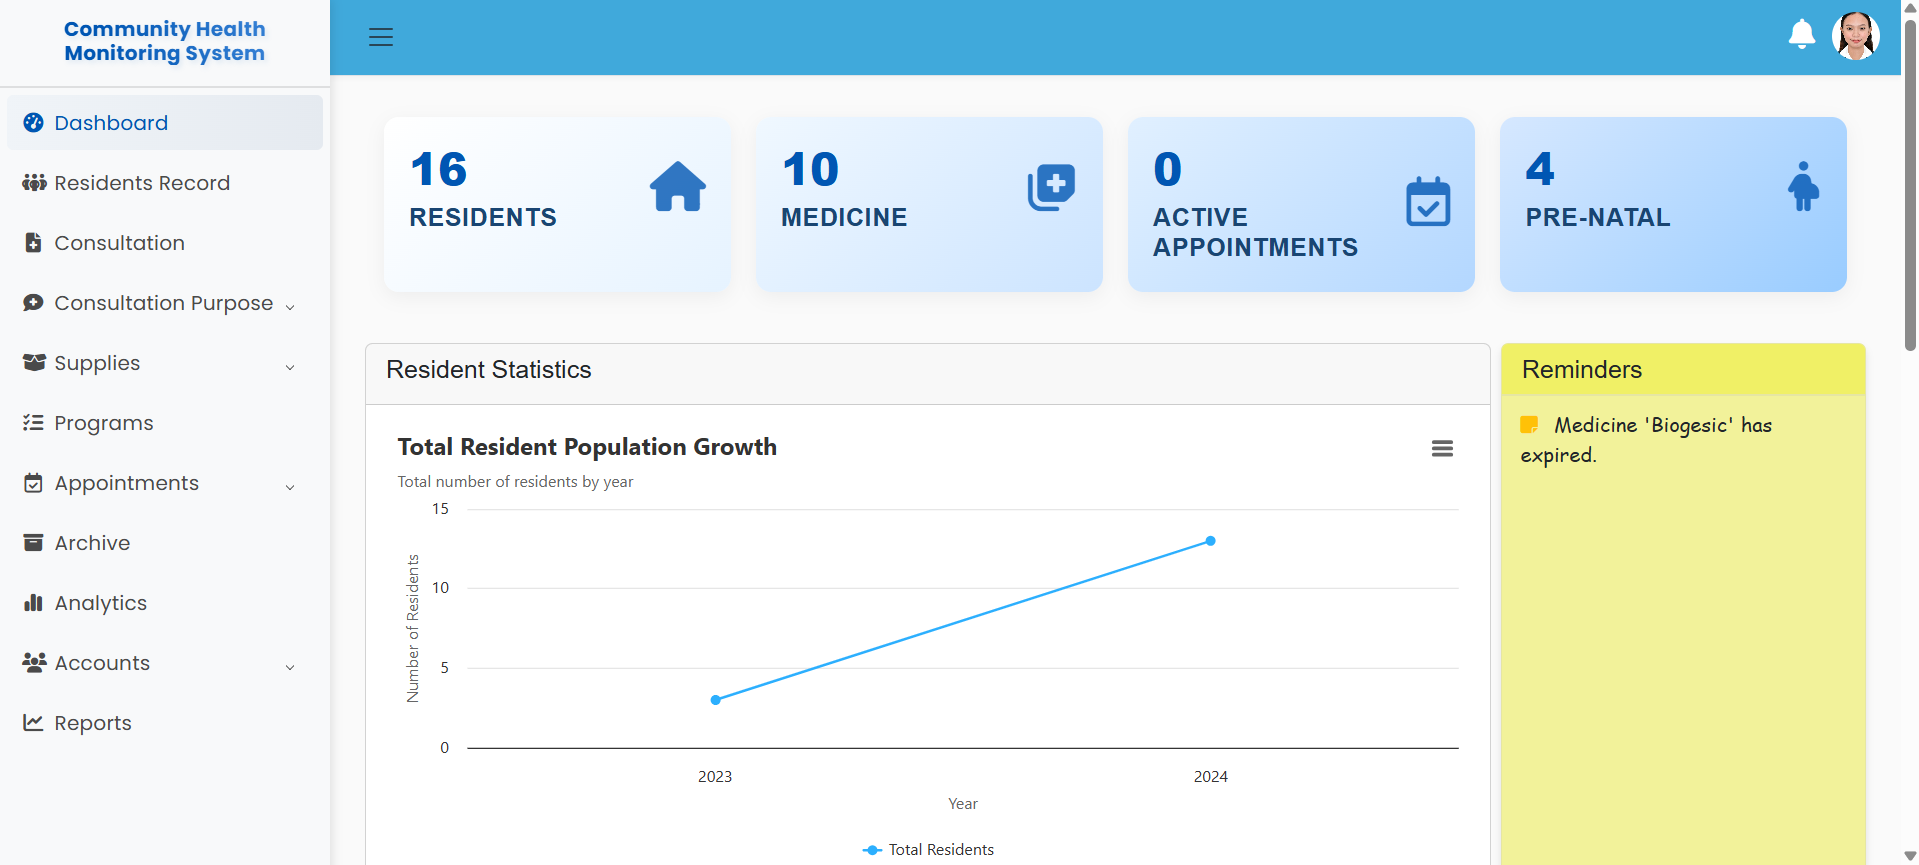 Community Health
Monitoring System
Dashboard
Residents Record
Consultation
Consultation Purpose
Supplies
Programs
Appointments
Archive
Analytics
Accounts
Reports
16
RESIDENTS
10
MEDICINE
0
ACTIVE
APPOINTMENTS
4
PRE-NATAL
Resident Statistics
Total Resident Population Growth
Total number of residents by year
15
10
5
0
Number of Residents
2023
2024
Year
Total Residents
Reminders
Medicine 'Biogesic' has
expired.